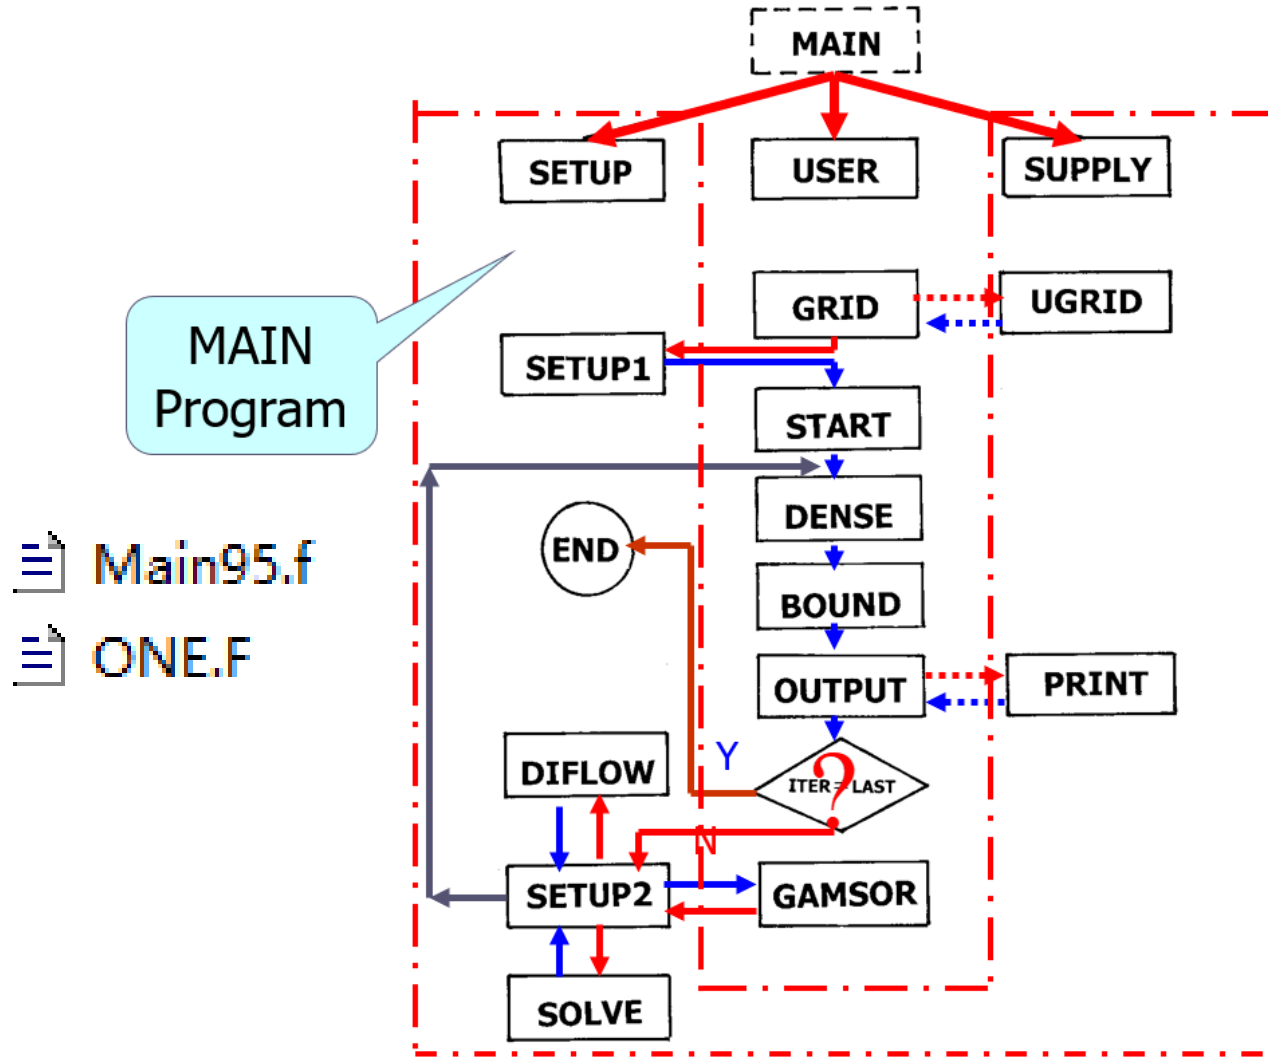 MAIN
SETUP
USER
SUPPLY
GRID
UGRID
MAIN
Program
SETUP1
START
DENSE
END
Main95.f
BOUND
ONE.F
OUTPUT
PRINT
Y
DIFLOW
ITER = LAST
?
N
SETUP2
GAMSOR
SOLVE